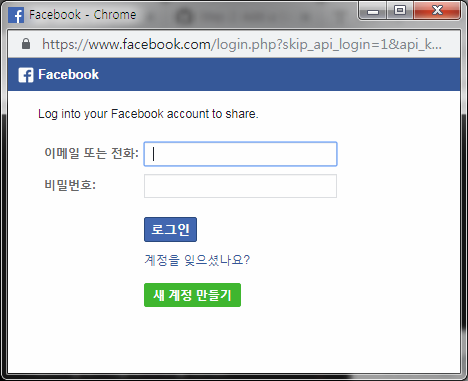 Facebook - Chrome
https://www.facebook.com/login.php?skip_api_login=1&api_k...
Facebook
Log into your Facebook account to share.
이메일 또는 전화:
비밀번호:
로그인
계정을 잊으셨나요?
새 계정 만들기